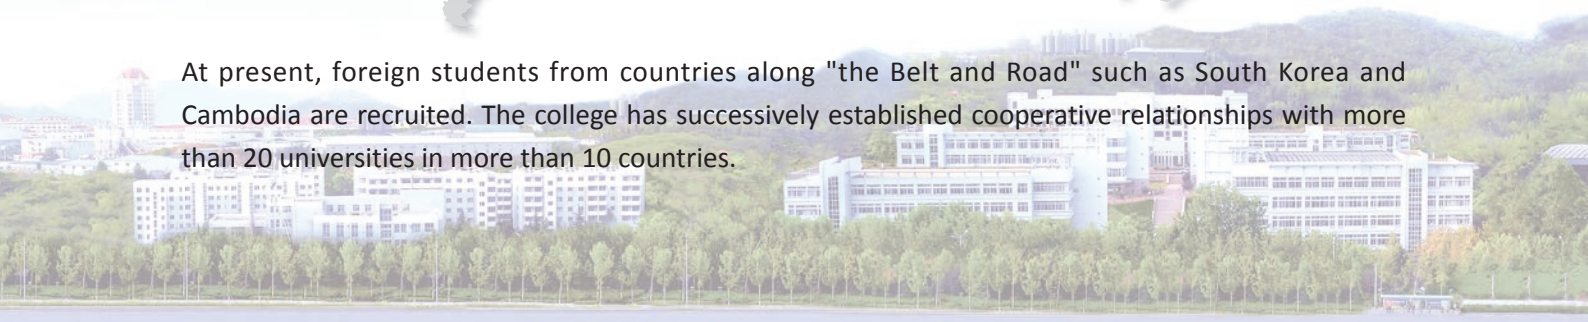 At present, foreign students from countries along "the Belt and Road" such as South Korea and
Cambodia are recruited. The college has successively established cooperative relationships with more
than 20 universities in more than 10 countries.